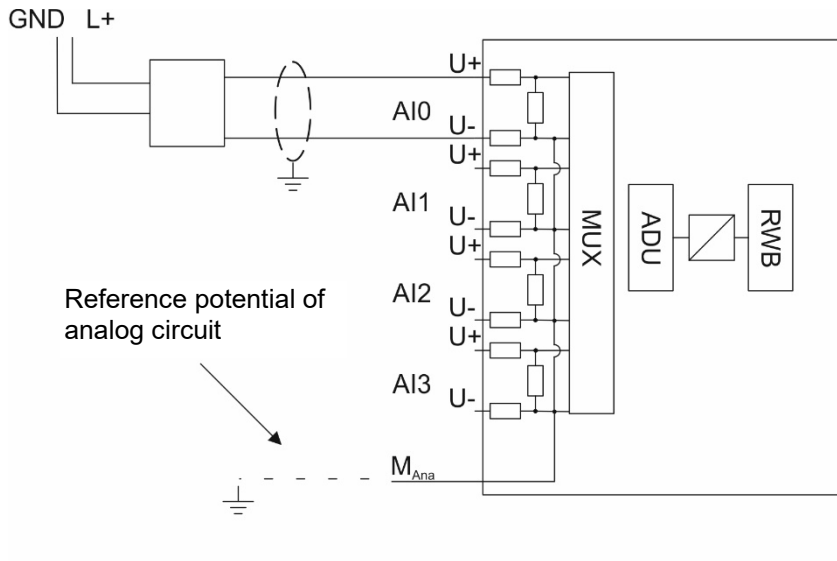 GND L+
U+
AI0
U-
U+
AI1
U-
U+
AI2
U-
U+
AI3
U-
MUX
ADU
RWB
Reference potential of
analog circuit
MAna